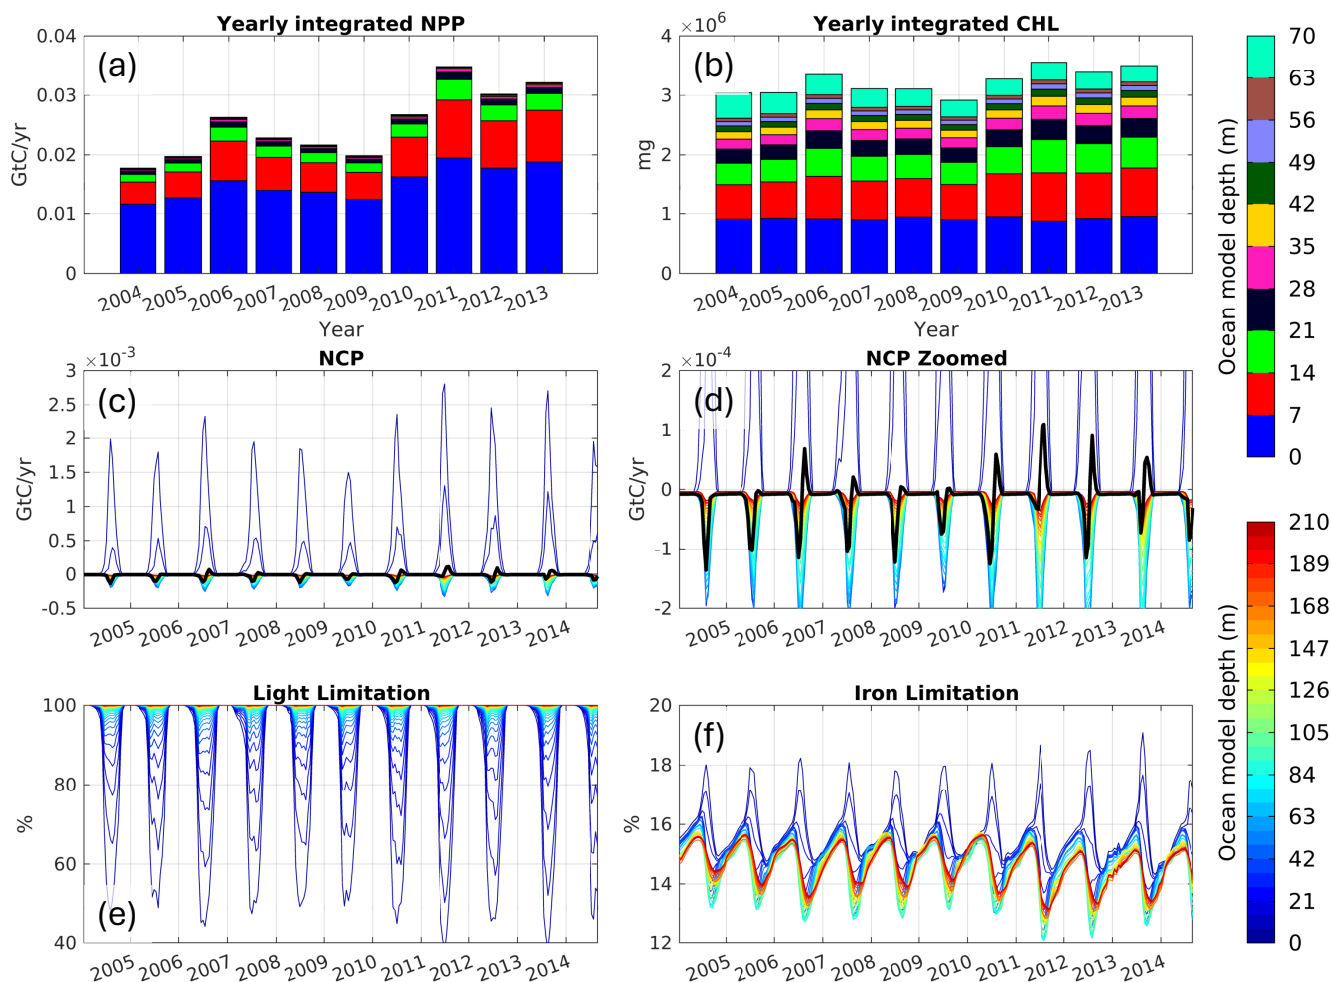 Yearly integrated NPP
(a)
GtC/yr
0.04
0.03
0.02
0.01
0
2004 2005 2006 2007 2008 2009 2010 2011 2012 2013
Year
Yearly integrated CHL
×10^6
(b)
mg
4
3
2
1
0
2004 2005 2006 2007 2008 2009 2010 2011 2012 2013
Year
Ocean model depth (m)
70
63
56
49
42
35
28
21
14
7
0
NCP
×10^-3
(c)
GtC/yr
3
2.5
2
1.5
1
0.5
0
-0.5
2005 2006 2007 2008 2009 2010 2011 2012 2013 2014
NCP Zoomed
×10^-4
(d)
GtC/yr
2
1
0
-1
-2
2005 2006 2007 2008 2009 2010 2011 2012 2013 2014
Light Limitation
(e)
%
100
80
60
40
2005 2006 2007 2008 2009 2010 2011 2012 2013 2014
Iron Limitation
(f)
%
20
18
16
14
12
2005 2006 2007 2008 2009 2010 2011 2012 2013 2014
Ocean model depth (m)
210
189
168
147
126
105
84
63
42
21
0